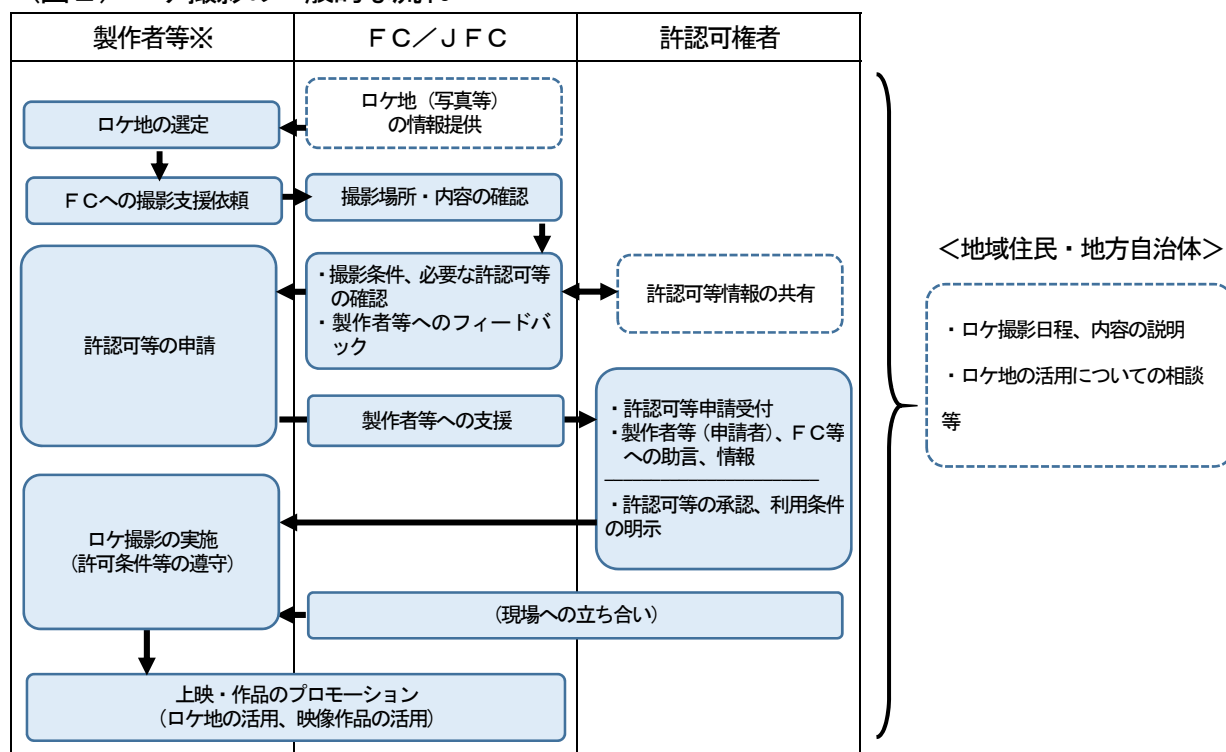 製作者等※
ＦＣ／ＪＦＣ
許認可権者
ロケ地（写真等）
の情報提供
ロケ地の選定
ＦＣへの撮影支援依頼
撮影場所・内容の確認
・撮影条件、必要な許認可等
の確認
・製作者等へのフィードバ
ック
許認可等情報の共有
許認可等の申請
製作者等への支援
・許認可等申請受付
・製作者等（申請者）、ＦＣ等
への助言、情報
・許認可等の承認、利用条件
の明示
ロケ撮影の実施
（許可条件等の遵守）
（現場への立ち合い）
上映・作品のプロモーション
（ロケ地の活用、映像作品の活用）
＜地域住民・地方自治体＞
・ロケ撮影日程、内容の説明
・ロケ地の活用についての相談
等